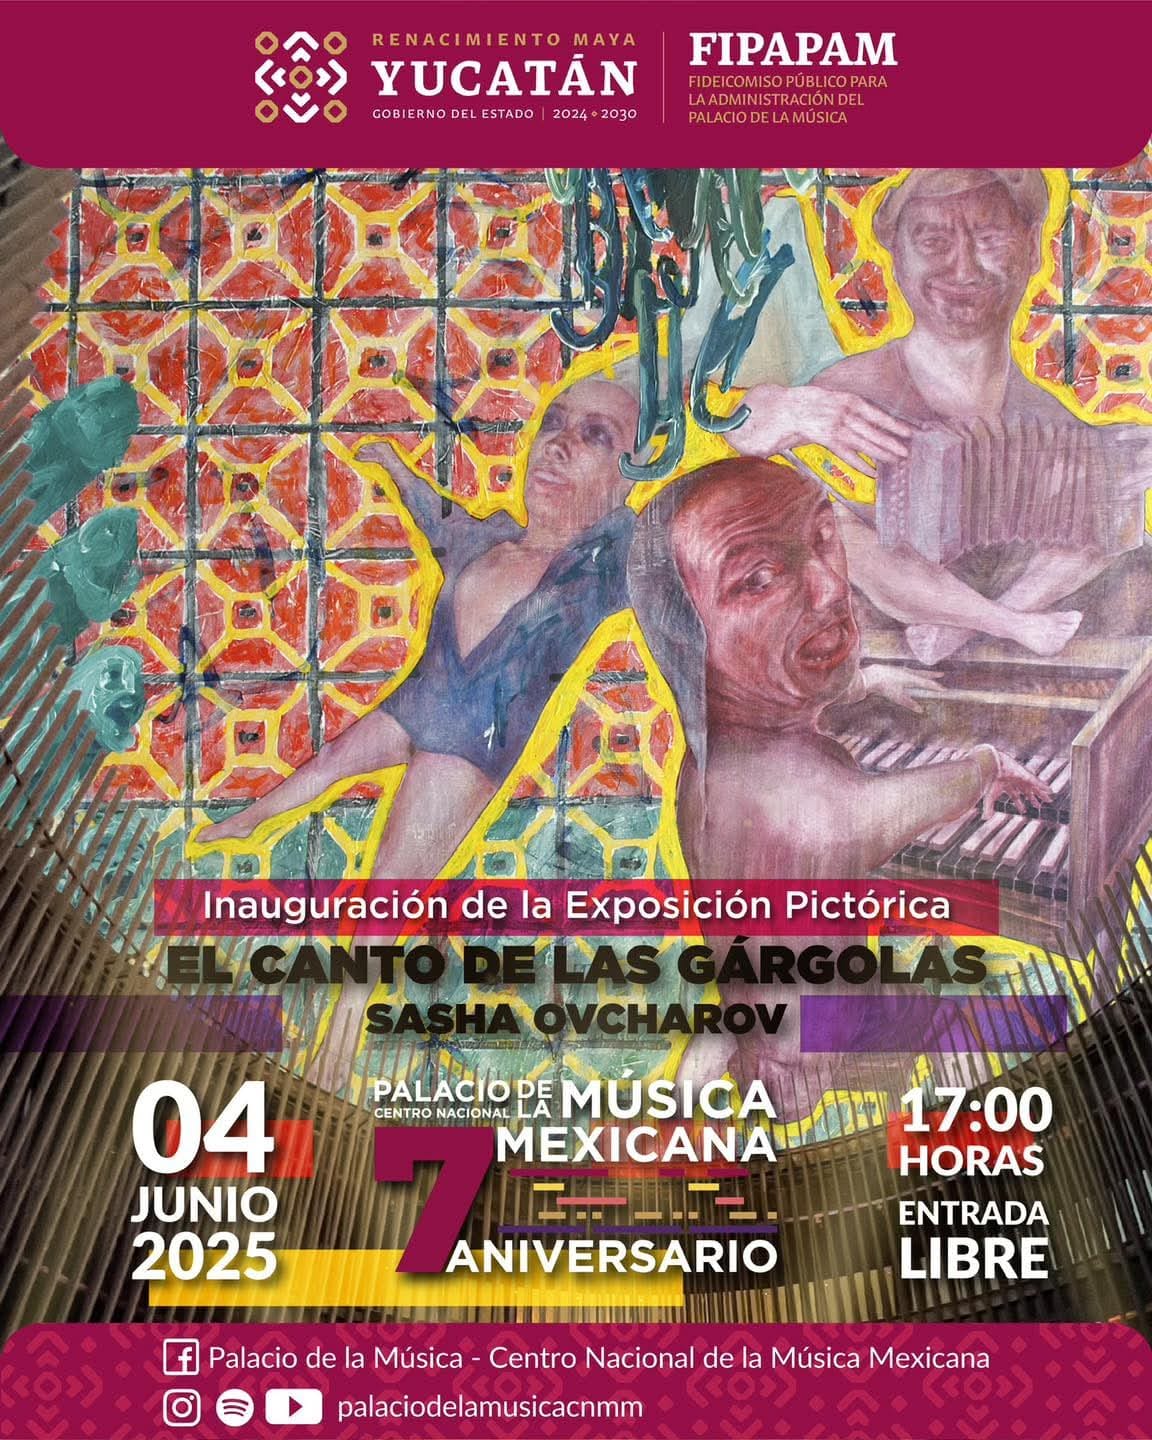 RENACIMIENTO MAYA
YUCATÁN
GOBIERNO DEL ESTADO | 2024 • 2030
FIPAPAM
FIDEICOMISO PÚBLICO PARA
LA ADMINISTRACIÓN DEL
PALACIO DE LA MÚSICA
Inauguración de la Exposición Pictórica
EL CANTO DE LAS GÁRGOLAS
SASHA OVCHAROV
04
JUNIO
2025
PALACIO DE LA MUSICA
CENTRO NACIONAL
MEXICANA
7
ANIVERSARIO
17:00
HORAS
ENTRADA
LIBRE
Palacio de la Música - Centro Nacional de la Música Mexicana
palaciodelamusicacnmm